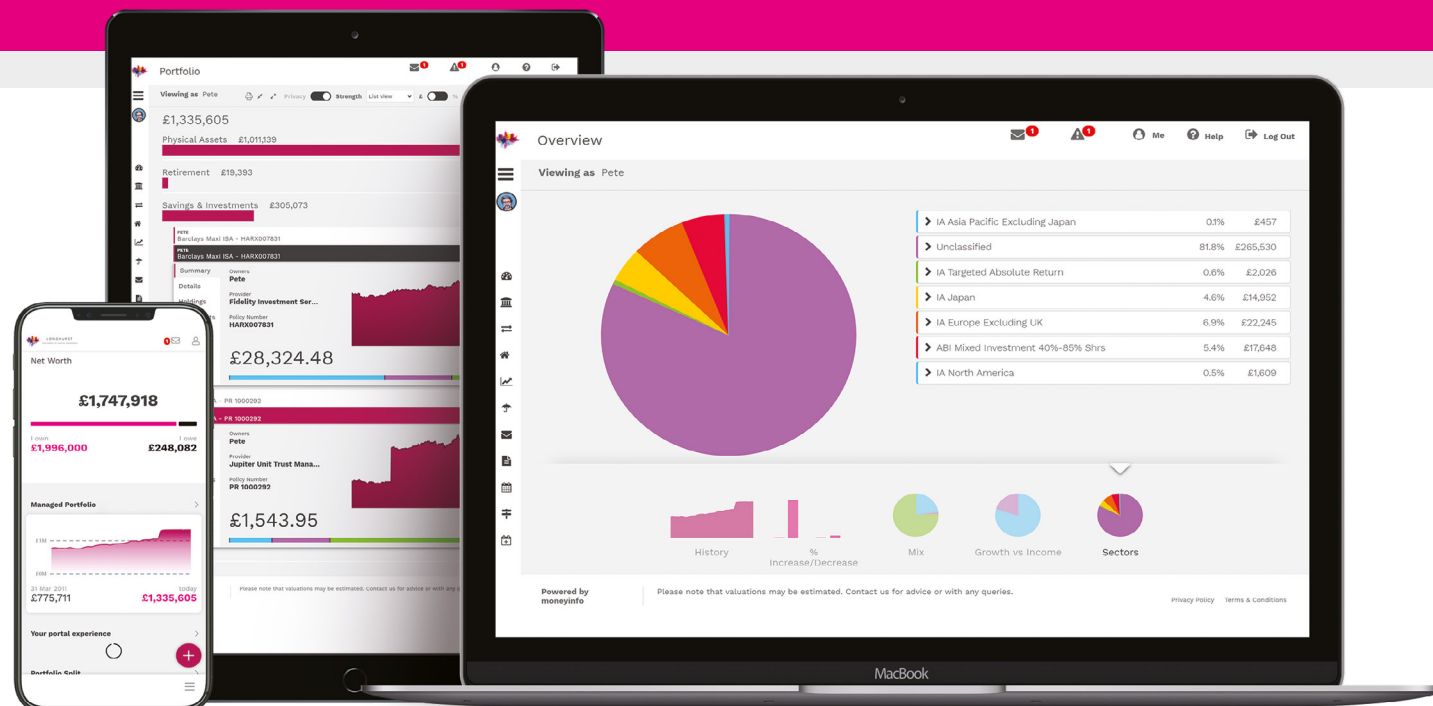 Portfolio
1
1
Viewing as Pete
Privacy
Strength
List view
£
%
£1,335,605
Physical Assets £1,011,139
Retirement £19,393
Savings & Investments £305,073
PETE
Barclays Maxi ISA - HARX007831
PETE
Barclays Maxi ISA - HARX007831
Summary
Details
Holdings
Owners
Pete
Provider
Fidelity Investment Ser...
Policy Number
HARX007831
£28,324.48
- PR 1000292
- PR 1000292
Owners
Pete
Provider
Jupiter Unit Trust Mana...
Policy Number
PR 1000292
£1,543.95
Please note that valuations may be estimated. Contact us for advice or with any
LONGHURST
1
Net Worth
£1,747,918
I own
£1,996,000
I owe
£248,082
Managed Portfolio
£1M
£0M
31 Mar 2011
£775,711
today
£1,335,605
Your portal experience
Portfolio Split
Overview
1
1
Me
Help
Log Out
Viewing as Pete
IA Asia Pacific Excluding Japan 0.1% £457
Unclassified 81.8% £265,530
IA Targeted Absolute Return 0.6% £2,026
IA Japan 4.6% £14,952
IA Europe Excluding UK 6.9% £22,245
ABI Mixed Investment 40%-85% Shrs 5.4% £17,648
IA North America 0.5% £1,609
History
%
Increase/Decrease
Mix
Growth vs Income
Sectors
Powered by
moneyinfo
Please note that valuations may be estimated. Contact us for advice or with any queries.
Privacy Policy
Terms & Conditions
MacBook